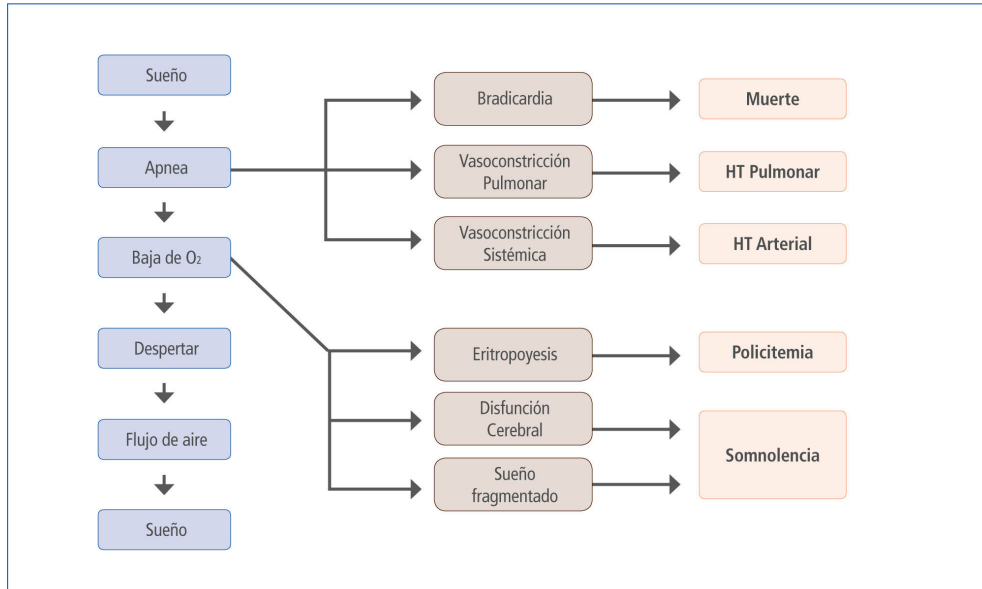 Sueño
Apnea
Baja de O₂
Despertar
Flujo de aire
Sueño
Bradicardia
Vasoconstricción
Pulmonar
Vasoconstricción
Sistémica
Eritropoyesis
Disfunción
Cerebral
Sueño
fragmentado
Muerte
HT Pulmonar
HT Arterial
Policitemia
Somnolencia